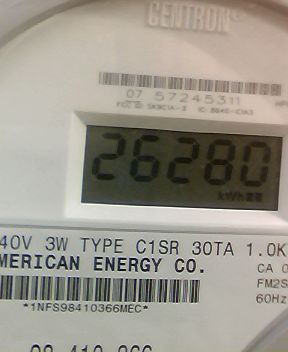 CENTRON
07 57245311
26280
kWh
40V 3W TYPE C1SR 30TA 1.0K
MERICAN ENERGY CO.
CA 0
FM2S
60Hz
*1NFS98410366MEC*